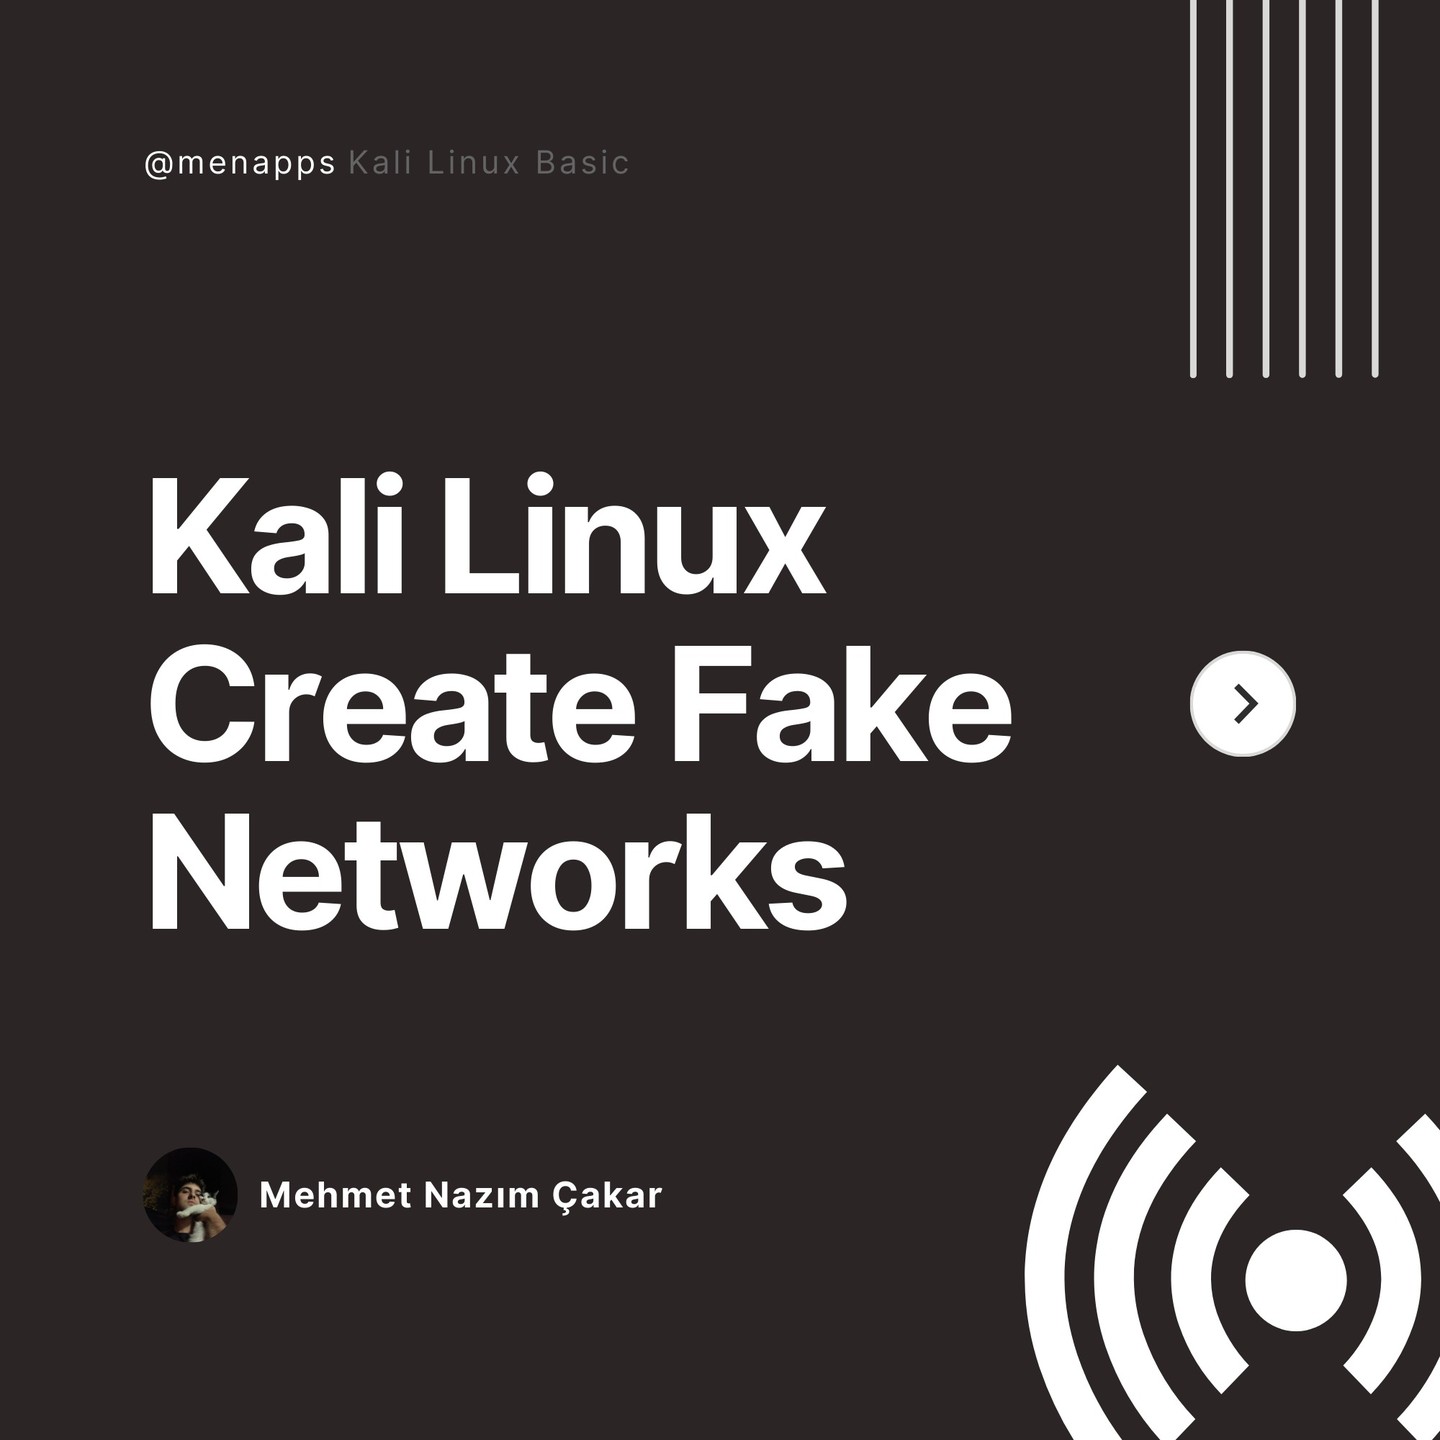 @menapps Kali Linux Basic
Kali Linux
Create Fake
Networks
Mehmet Nazım Çakar